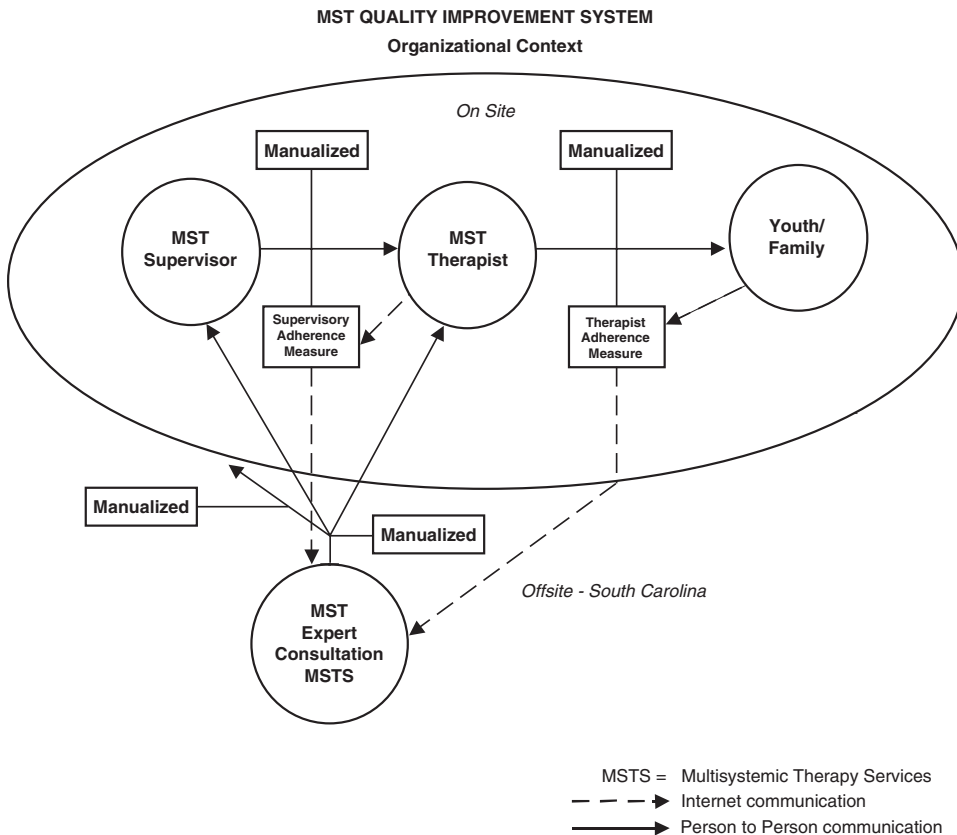 MST QUALITY IMPROVEMENT SYSTEM
Organizational Context
On Site
Manualized
Manualized
MST
Supervisor
MST
Therapist
Youth/
Family
Supervisory
Adherence
Measure
Therapist
Adherence
Measure
Manualized
Manualized
Offsite - South Carolina
MST
Expert
Consultation
MSTS
MSTS = Multisystemic Therapy Services
Internet communication
Person to Person communication